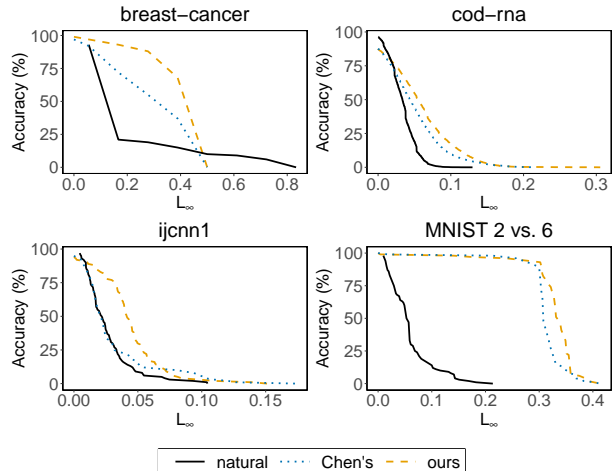 breast−cancer
cod−rna
Accuracy (%)
100
75
50
25
0
0.0 0.2 0.4 0.6 0.8
L∞
Accuracy (%)
100
75
50
25
0
0.0 0.1 0.2 0.3
L∞
ijcnn1
MNIST 2 vs. 6
Accuracy (%)
100
75
50
25
0
0.00 0.05 0.10 0.15
L∞
Accuracy (%)
100
75
50
25
0
0.0 0.1 0.2 0.3 0.4
L∞
natural Chen's ours